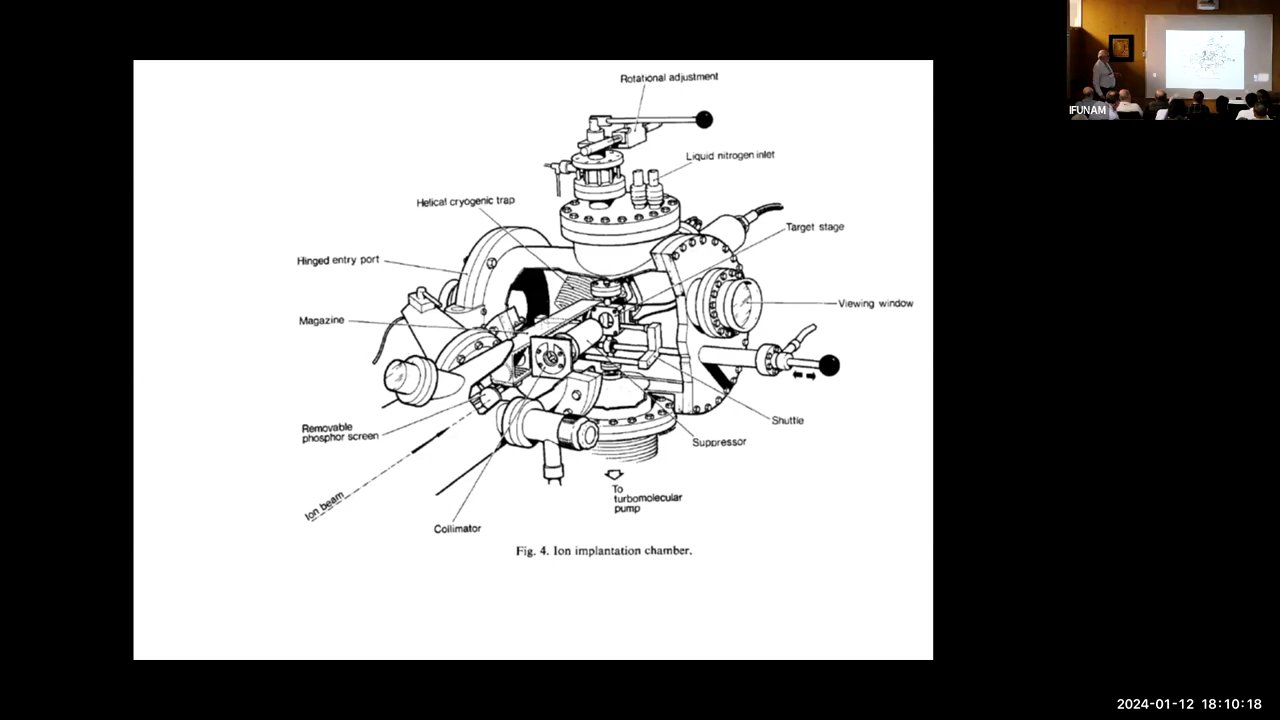 Rotational adjustment
Liquid nitrogen inlet
Helical cryogenic trap
Target stage
Hinged entry port
Viewing window
Magazine
Removable
phosphor screen
Shuttle
Suppressor
Ion beam
To
turbomolecular
pump
Collimator
Fig. 4. Ion implantation chamber.
IFUNAM
2024-01-12 18:10:18